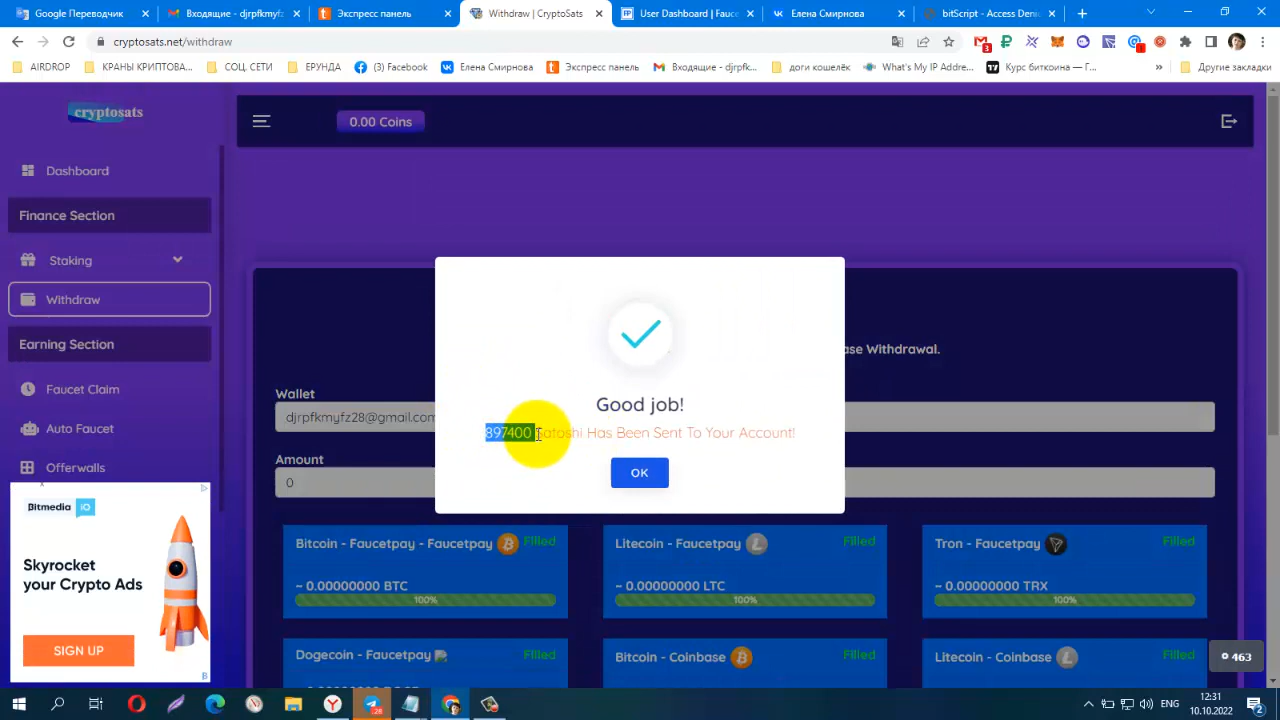 Google Переводчик
Входящие - djrpfkmyfz
Экспресс панель
Withdraw | CryptoSats
User Dashboard | Fauce
Елена Смирнова
bitScript - Access Deni
cryptosats.net/withdraw
3
1
AIRDROP
КРАНЫ КРИПТОВА...
СОЦ. СЕТИ
ЕРУНДА
(3) Facebook
Елена Смирнова
Экспресс панель
Входящие - djrpfk...
доги кошелёк
What's My IP Addre...
Курс биткоина — Г...
»
Другие закладки
cryptosats
0.00 Coins
Dashboard
Finance Section
Staking
Withdraw
Earning Section
Faucet Claim
Auto Faucet
Offerwalls
ase Withdrawal.
Wallet
djrpfkmyfz28@gmail.com
Amount
0
Good job!
897400 Satoshi Has Been Sent To Your Account!
OK
Bitcoin - Faucetpay - Faucetpay
Filled
~ 0.00000000 BTC
100%
Litecoin - Faucetpay
Filled
~ 0.00000000 LTC
100%
Tron - Faucetpay
Filled
~ 0.00000000 TRX
100%
Dogecoin - Faucetpay
Filled
Bitcoin - Coinbase
Filled
Litecoin - Coinbase
Filled
Bitmedia IO
Skyrocket
your Crypto Ads
SIGN UP
463
ENG
12:31
10.10.2022
2